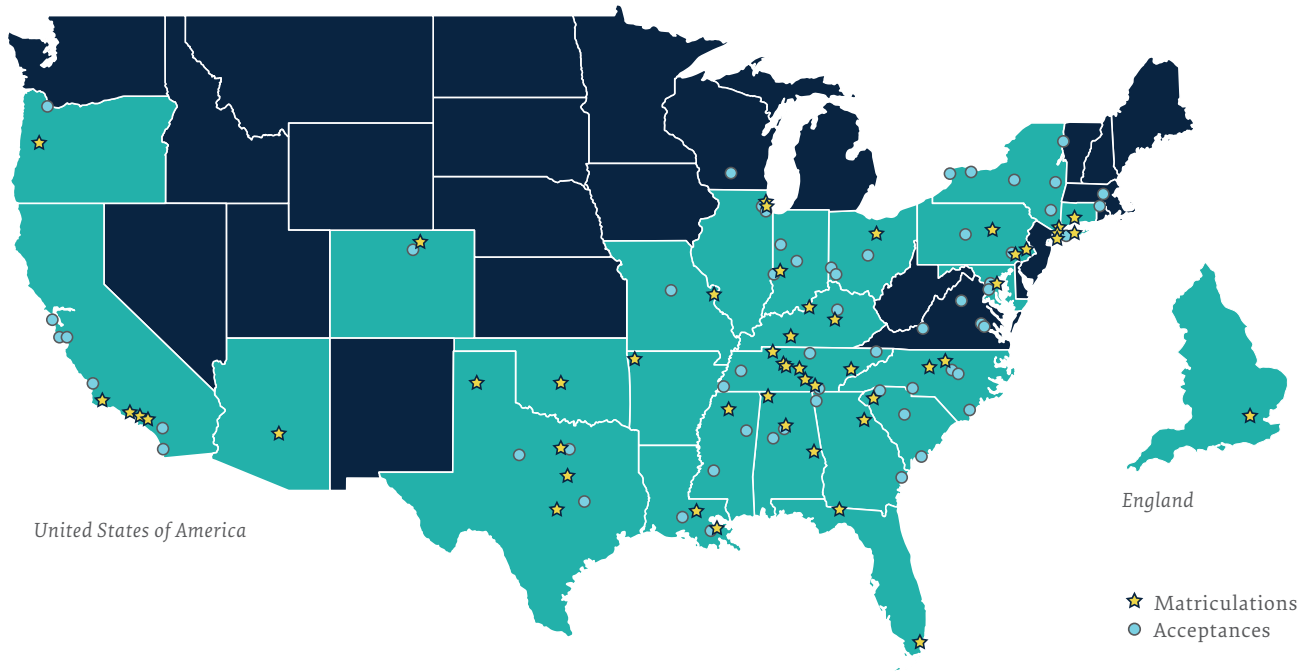 United States of America
England
Matriculations
Acceptances